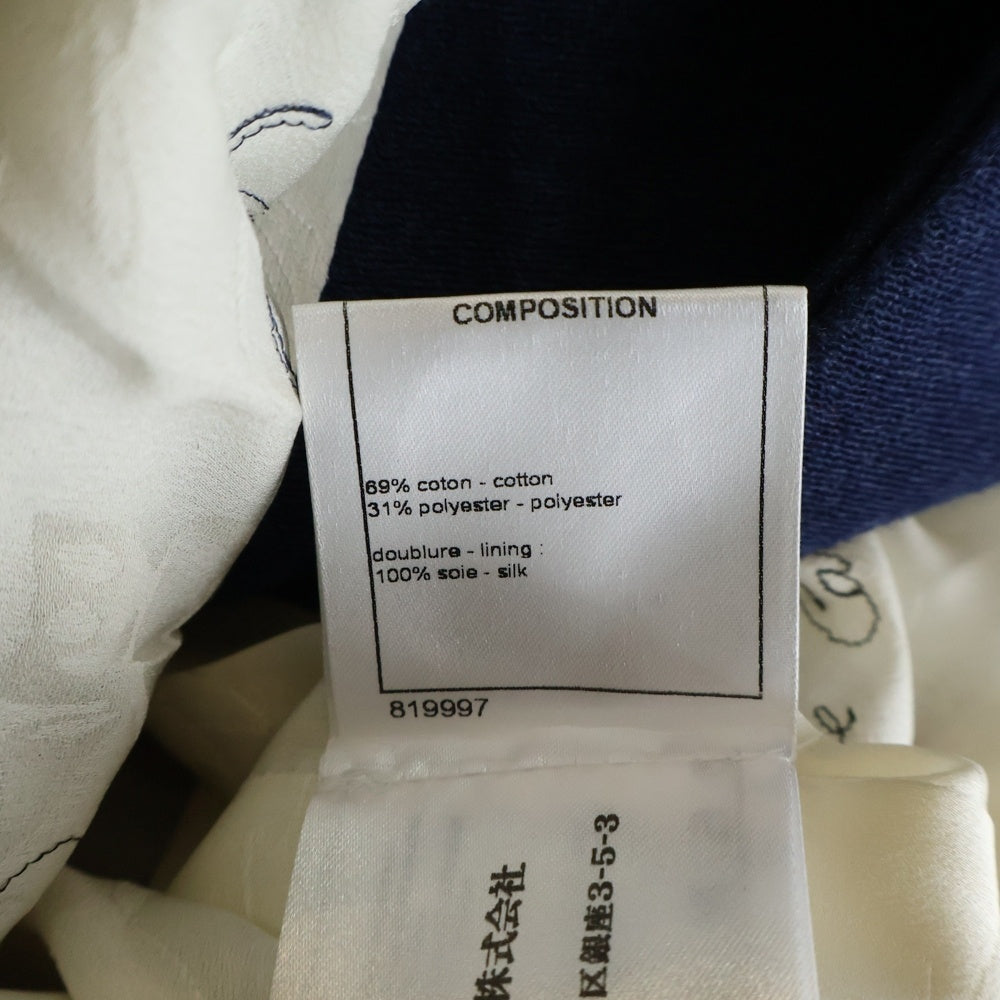 COMPOSITION
69% coton - cotton
31% polyester - polyester
doublure - lining :
100% soie - silk
819997
株式会社
区銀座3-5-3